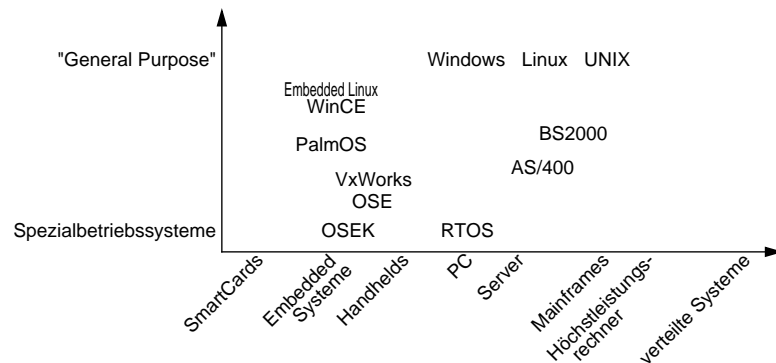 "General Purpose" Windows Linux UNIX
Embedded Linux
WinCE
BS2000
PalmOS
AS/400
VxWorks
OSE
Spezialbetriebssysteme OSEK RTOS
SmartCards
Embedded
Systeme
Handhelds
PC
Server
Mainframes
Höchstleistungs-
rechner
verteilte Systeme